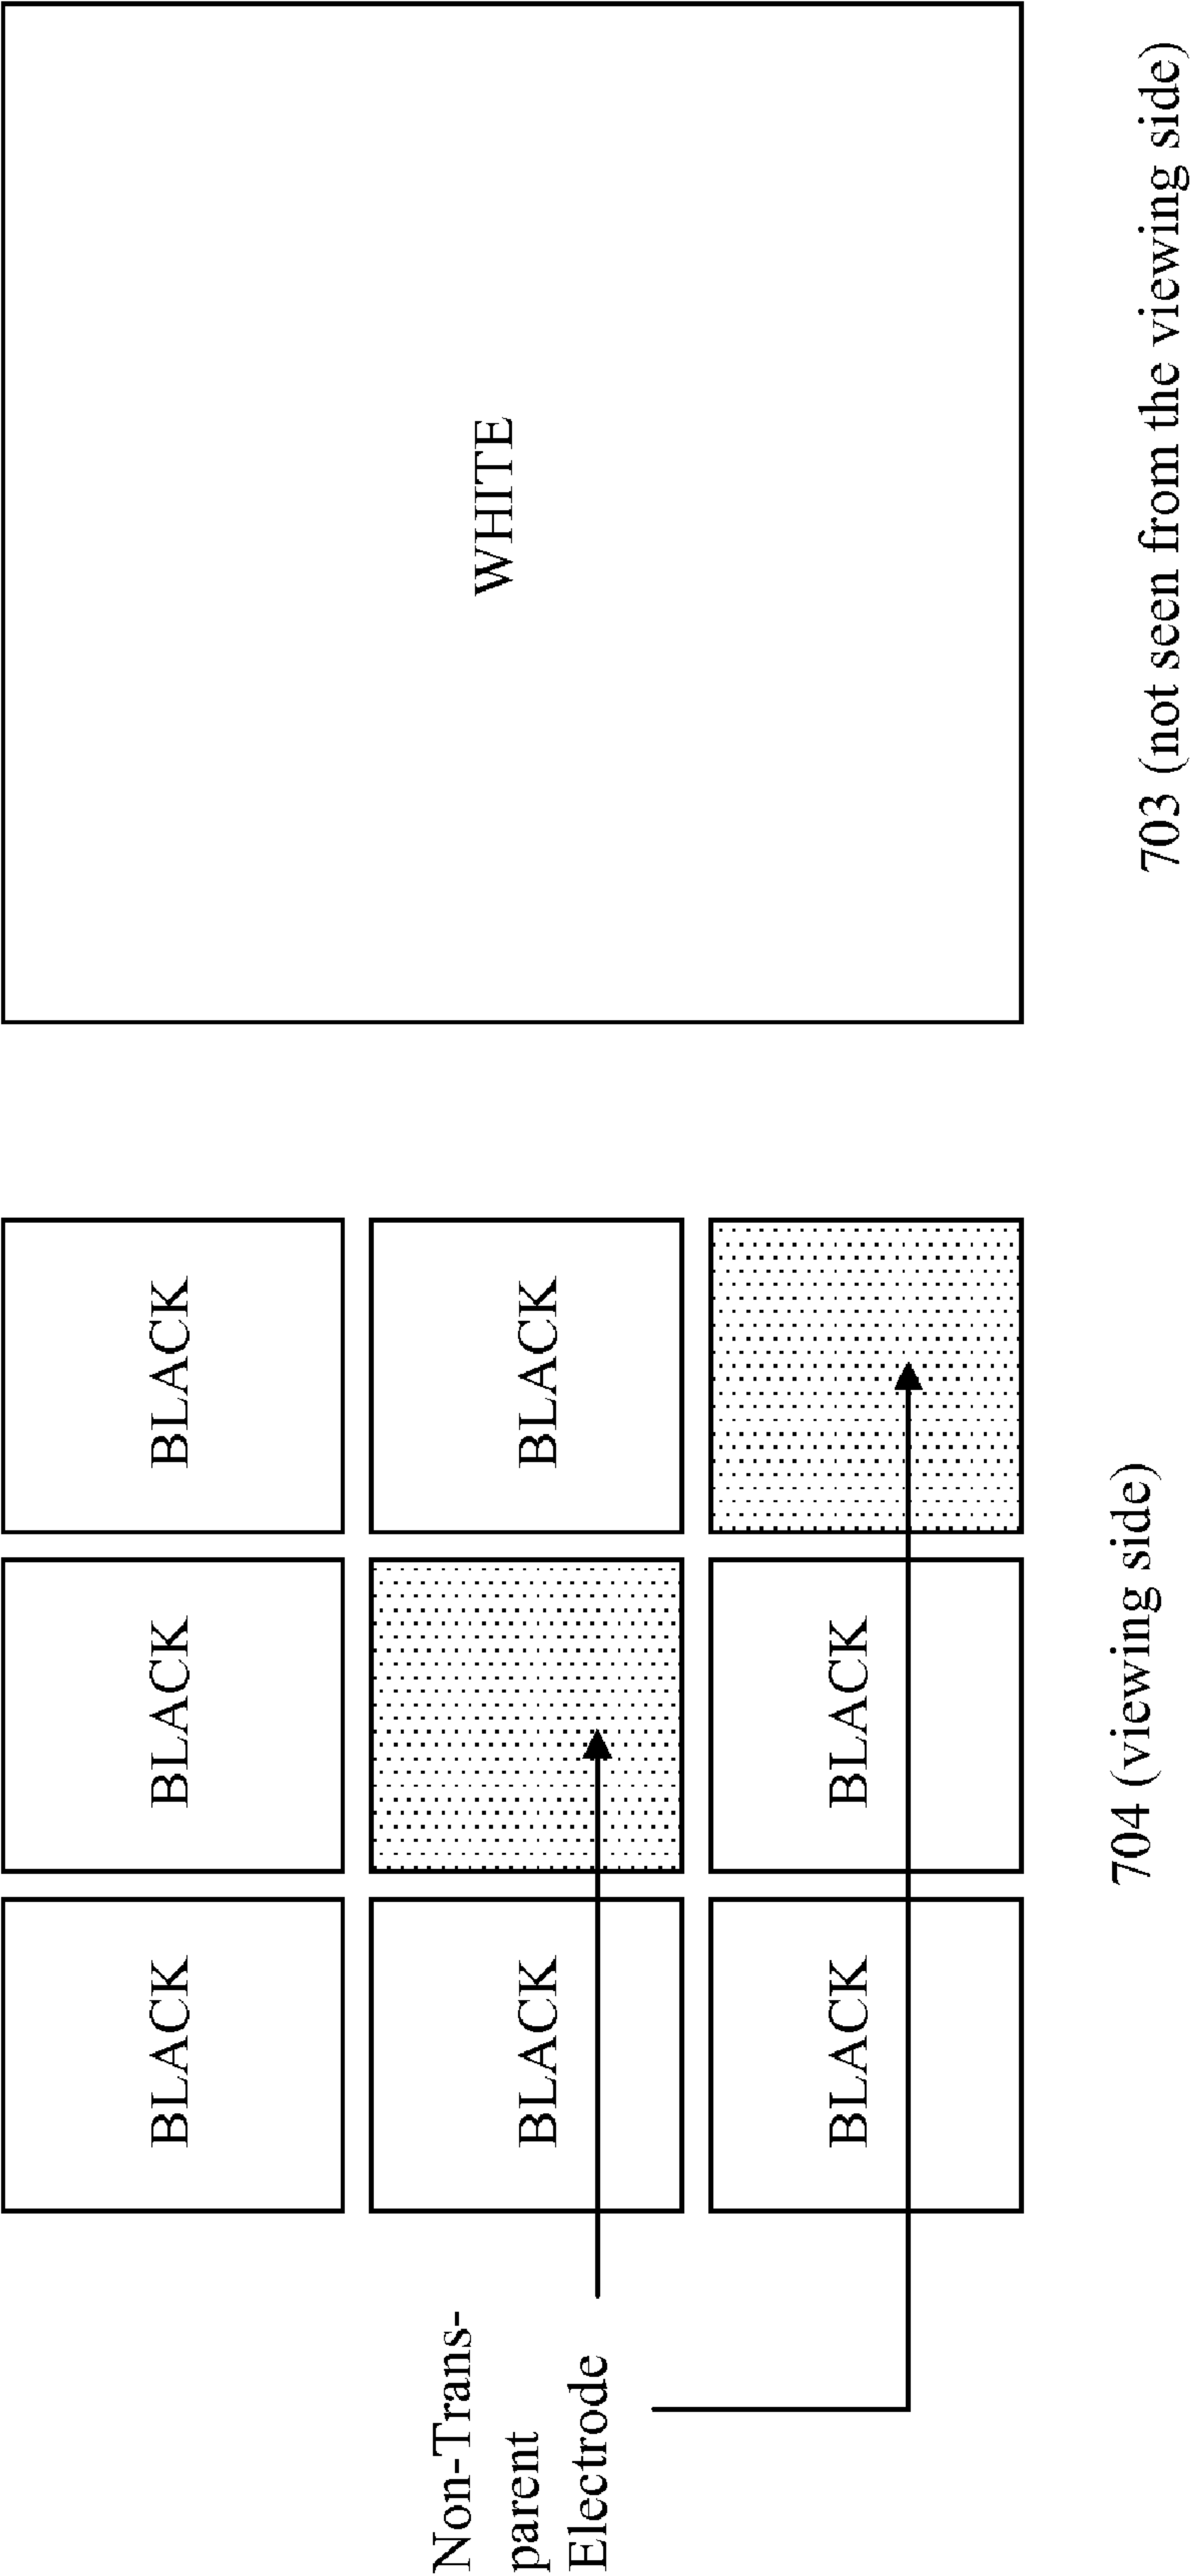 BLACK
BLACK
BLACK
Non-Trans-
parent
Electrode
BLACK
BLACK
BLACK
BLACK
WHITE
704 (viewing side)
703 (not seen from the viewing side)